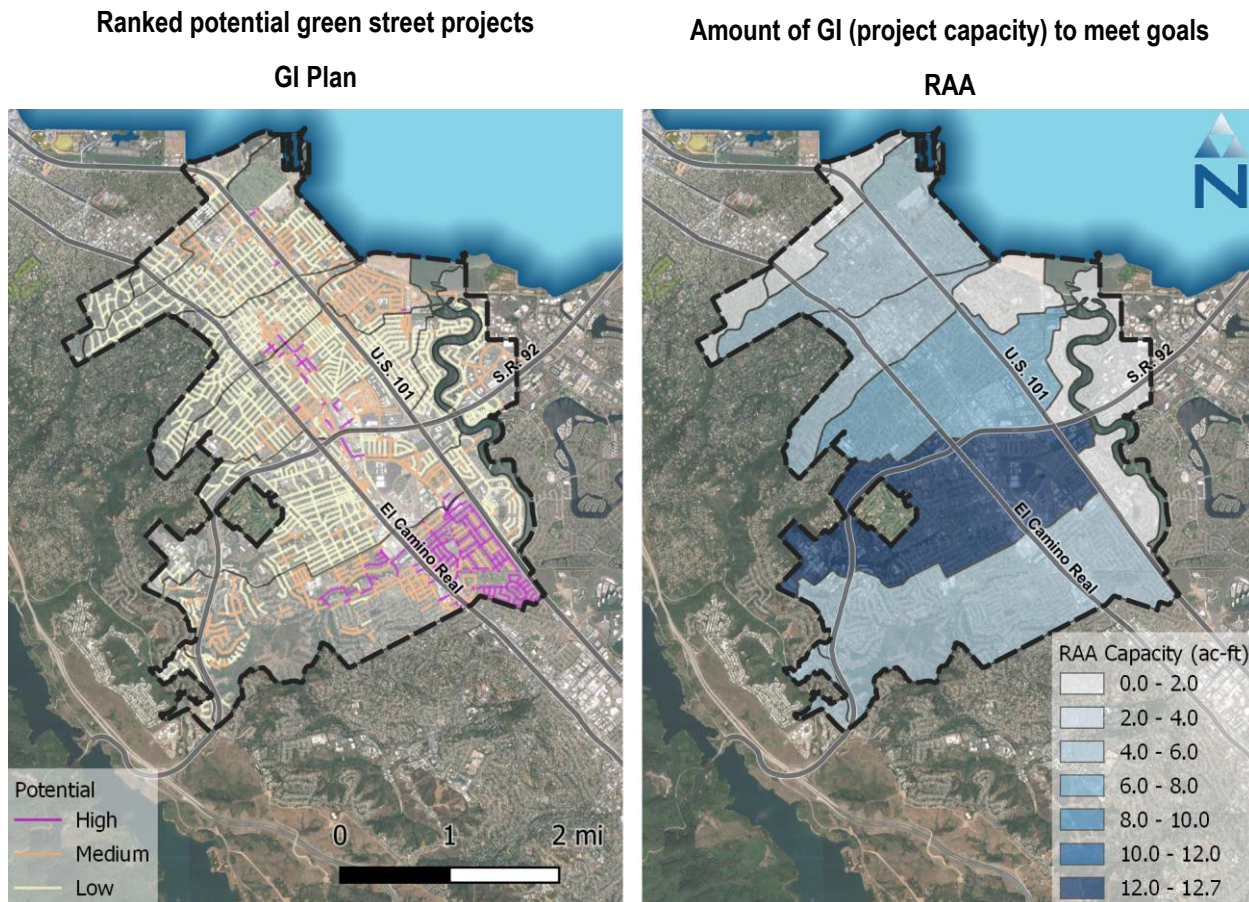 Ranked potential green street projects
GI Plan
Amount of GI (project capacity) to meet goals
RAA
N
U.S. 101
S.R. 92
El Camino Real
Potential
High
Medium
Low
0 1 2 mi
U.S. 101
S.R. 92
El Camino Real
RAA Capacity (ac-ft)
0.0 - 2.0
2.0 - 4.0
4.0 - 6.0
6.0 - 8.0
8.0 - 10.0
10.0 - 12.0
12.0 - 12.7